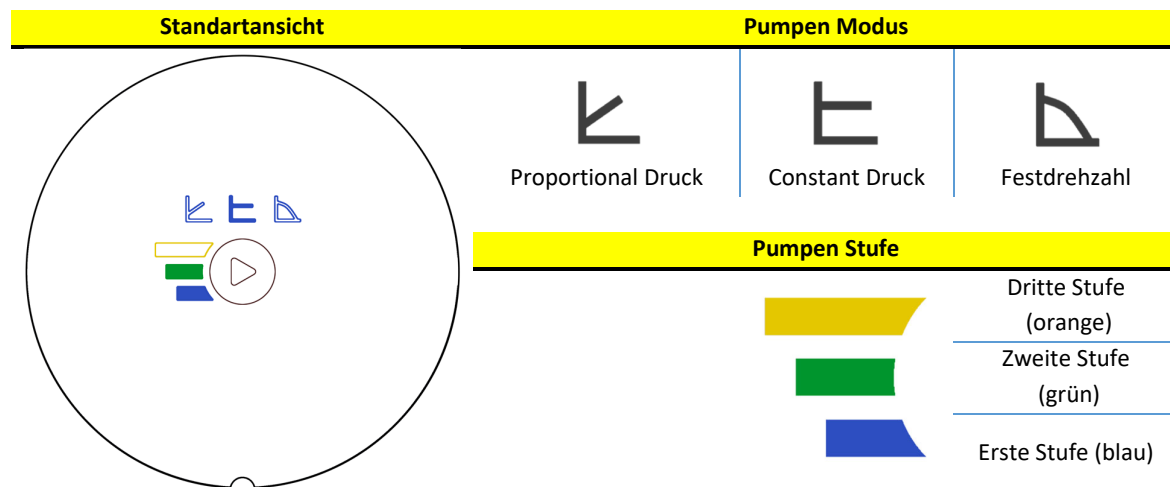 Standartansicht
Pumpen Modus
Proportional Druck
Constant Druck
Festdrehzahl
Pumpen Stufe
Dritte Stufe
(orange)
Zweite Stufe
(grün)
Erste Stufe (blau)